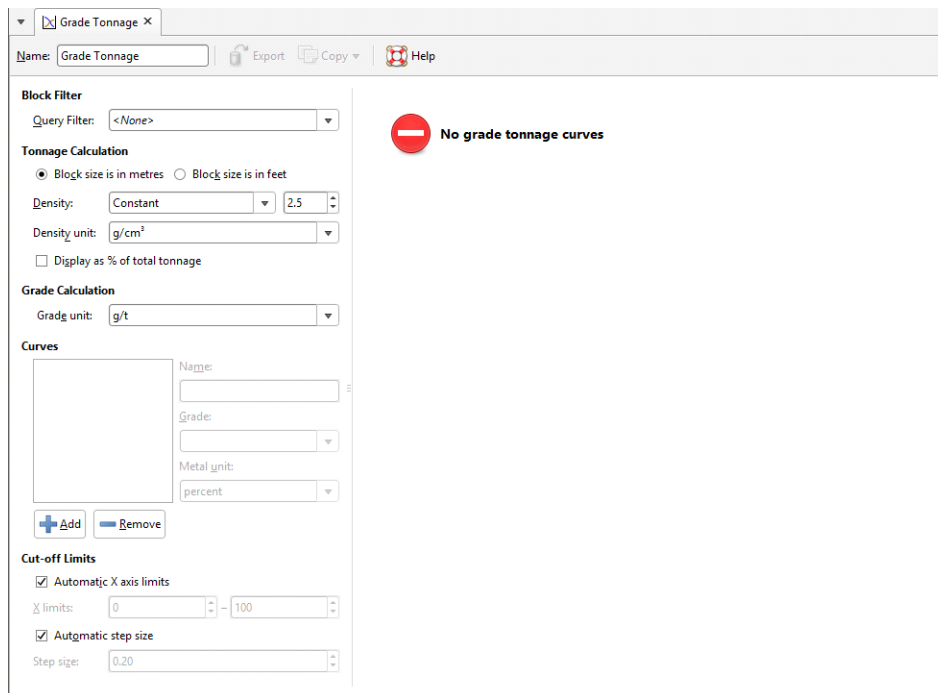 Grade Tonnage
Name: Grade Tonnage Export Copy Help
Block Filter
Query Filter: <None>
No grade tonnage curves
Tonnage Calculation
Block size is in metres Block size is in feet
Density: Constant 2.5
Density unit: g/cm³
Display as % of total tonnage
Grade Calculation
Grade unit: g/t
Curves
Name:
Grade:
Metal unit:
percent
Add Remove
Cut-off Limits
Automatic X axis limits
X limits: 0 – 100
Automatic step size
Step size: 0.20